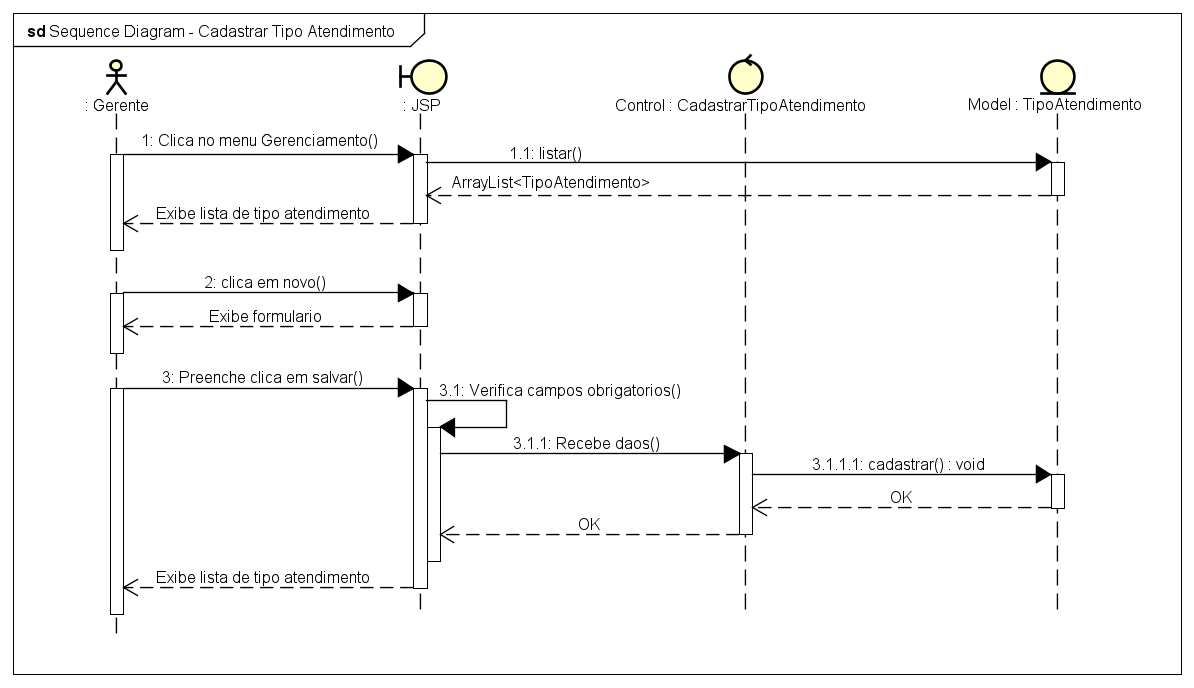 sd Sequence Diagram - Cadastrar Tipo Atendimento
: Gerente
: JSP
Control : CadastrarTipoAtendimento
Model : TipoAtendimento
1: Clica no menu Gerenciamento()
1.1: listar()
ArrayList<TipoAtendimento>
Exibe lista de tipo atendimento
2: clica em novo()
Exibe formulario
3: Preenche clica em salvar()
3.1: Verifica campos obrigatorios()
3.1.1: Recebe daos()
3.1.1.1: cadastrar() : void
OK
OK
Exibe lista de tipo atendimento